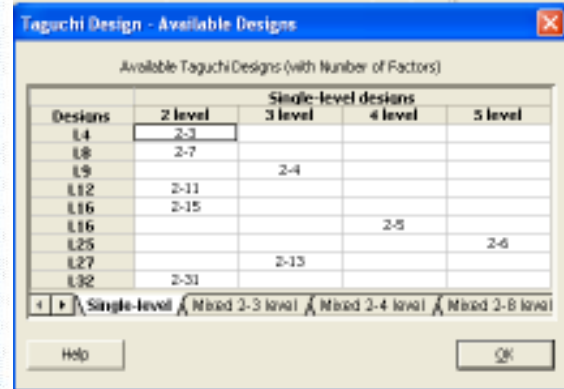 Taguchi Design - Available Designs
Available Taguchi Designs (with Number of Factors)
Single-level designs
Designs 2 level 3 level 4 level 5 level
L4 2-3
L8 2-7
L9 2-4
L12 2-11
L16 2-15
L16 2-5
L25 2-6
L27 2-13
L32 2-31
Single-level Mixed 2-3 level Mixed 2-4 level Mixed 2-8 level
Help OK